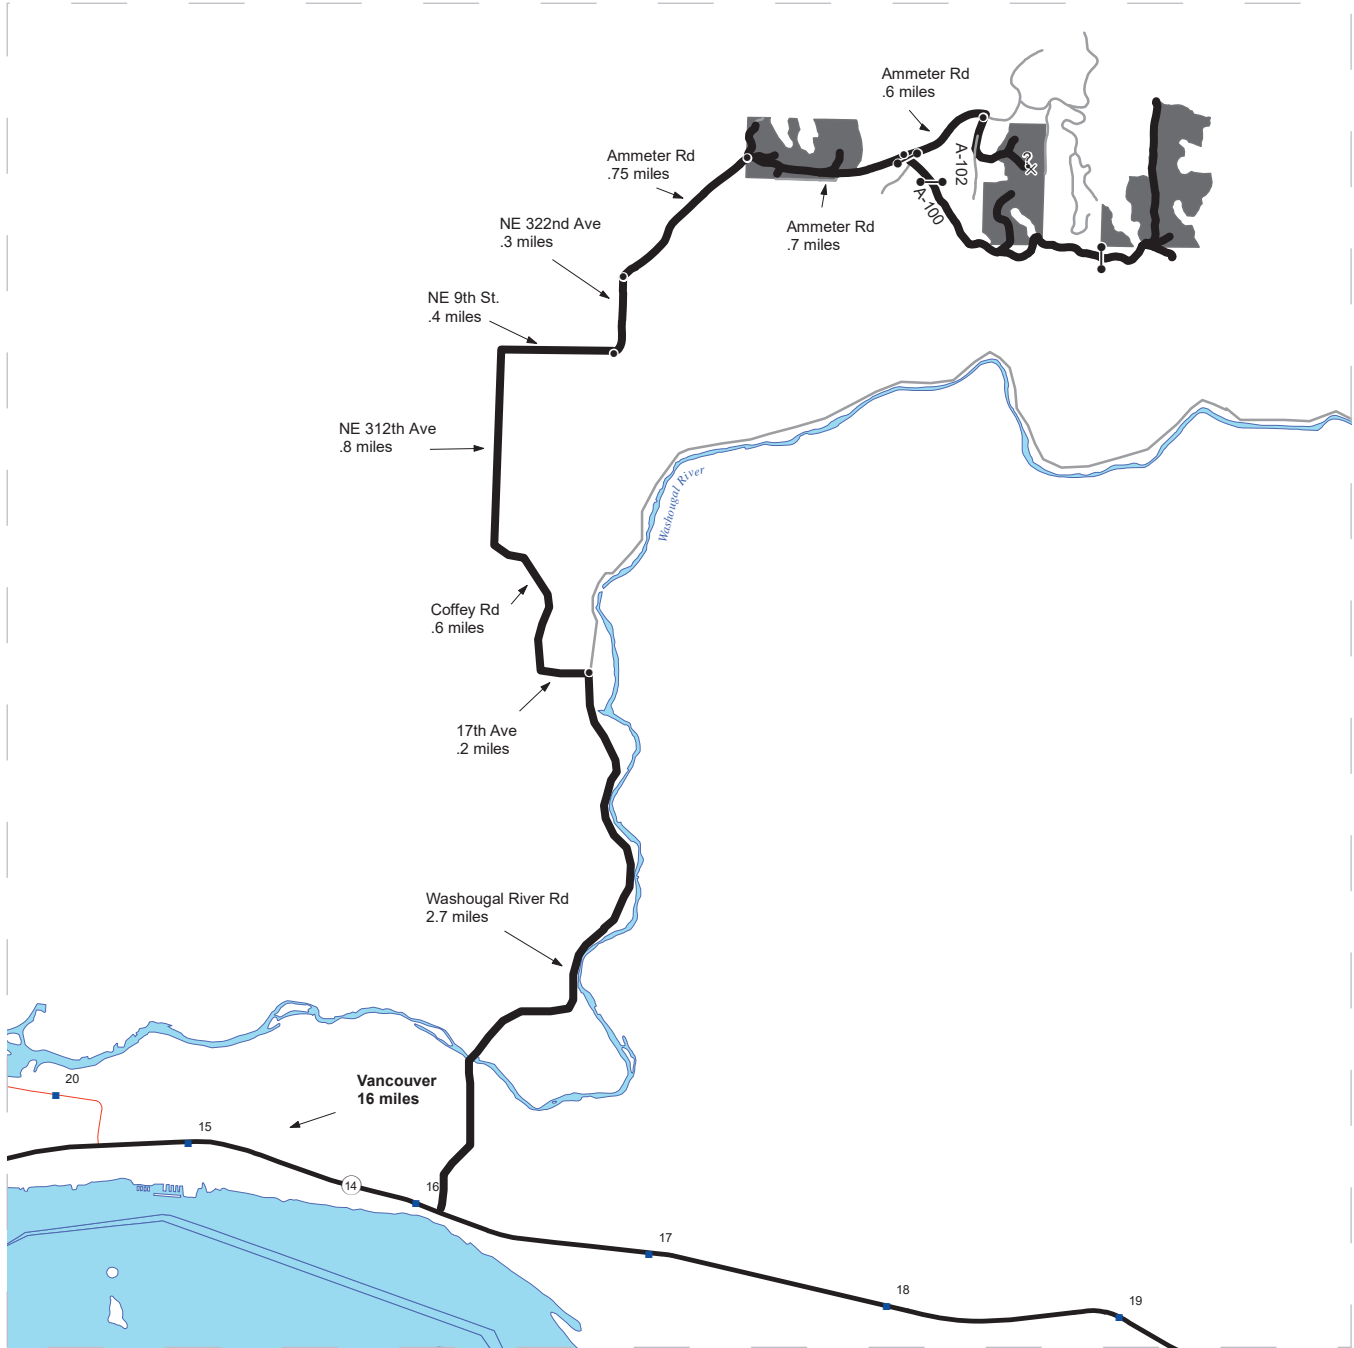 Ammeter Rd
.6 miles
Ammeter Rd
.75 miles
A-102
A-100
NE 322nd Ave
.3 miles
Ammeter Rd
.7 miles
NE 9th St.
.4 miles
NE 312th Ave
.8 miles
Washougal River
Coffey Rd
.6 miles
17th Ave
.2 miles
Washougal River Rd
2.7 miles
20
Vancouver
16 miles
15
14
16
17
18
19